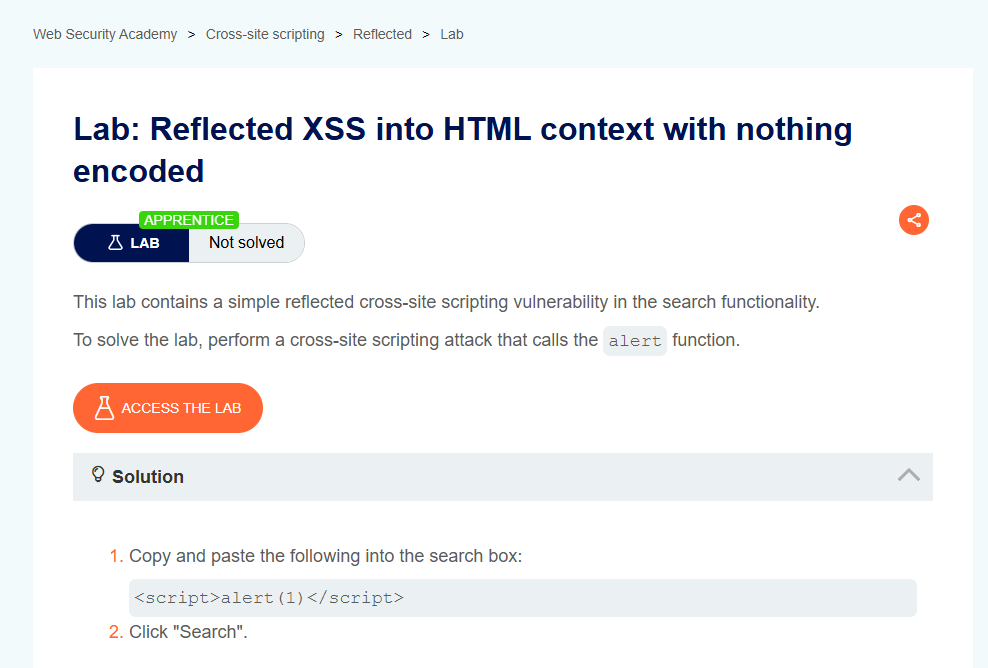 Web Security Academy > Cross-site scripting > Reflected > Lab
Lab: Reflected XSS into HTML context with nothing
encoded
APPRENTICE
LAB Not solved
This lab contains a simple reflected cross-site scripting vulnerability in the search functionality.
To solve the lab, perform a cross-site scripting attack that calls the alert function.
ACCESS THE LAB
Solution
1. Copy and paste the following into the search box:
<script>alert(1)</script>
2. Click "Search".